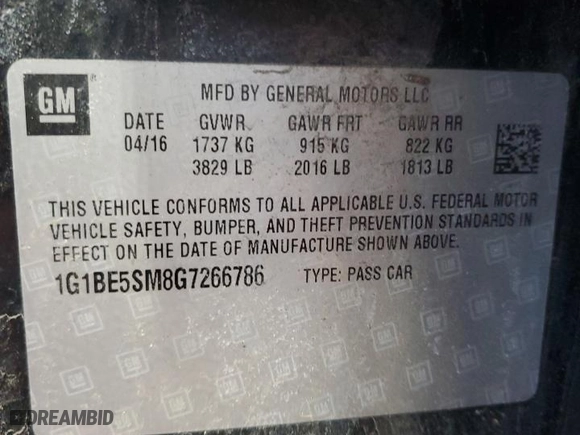 GM
MFD BY GENERAL MOTORS LLC
DATE GVWR GAWR FRT GAWR RR
04/16 1737 KG 915 KG 822 KG
3829 LB 2016 LB 1813 LB
THIS VEHICLE CONFORMS TO ALL APPLICABLE U.S. FEDERAL MOTOR
VEHICLE SAFETY, BUMPER, AND THEFT PREVENTION STANDARDS IN
EFFECT ON THE DATE OF MANUFACTURE SHOWN ABOVE.
1G1BE5SM8G7266786 TYPE: PASS CAR
DREAMBID